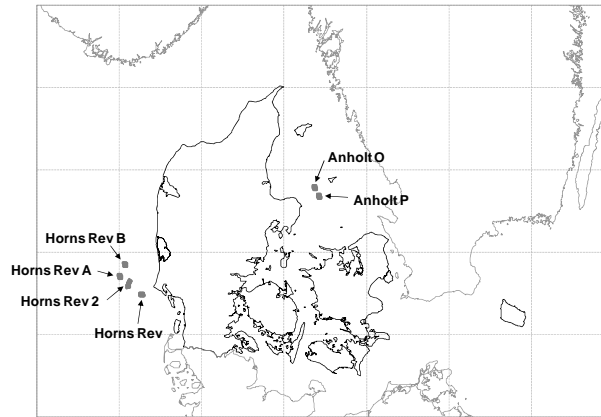 Anholt O
Anholt P
Horns Rev B
Horns Rev A
Horns Rev 2
Horns Rev